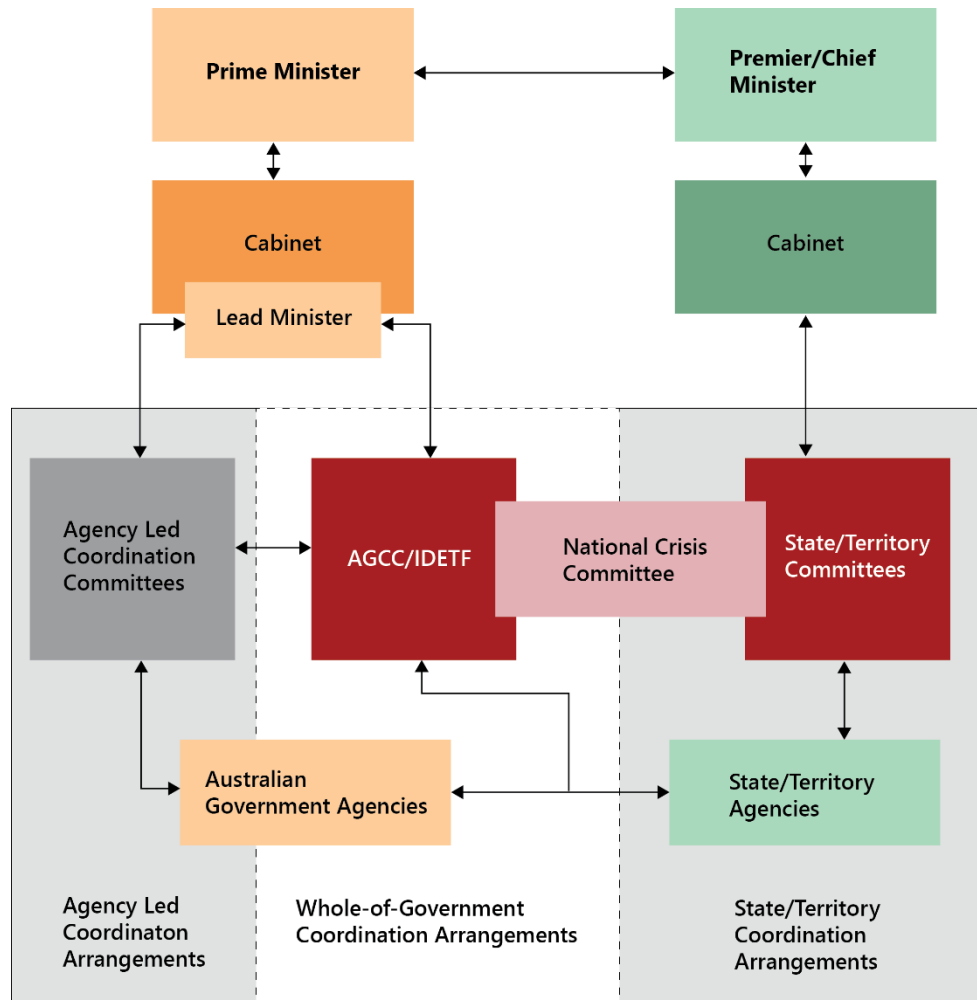 Prime Minister
Premier/Chief
Minister
Cabinet
Cabinet
Lead Minister
Agency Led
Coordination
Committees
AGCC/IDETF
National Crisis
Committee
State/Territory
Committees
Australian
Government Agencies
State/Territory
Agencies
Agency Led
Coordinaton
Arrangements
Whole-of-Government
Coordination Arrangements
State/Territory
Coordination
Arrangements